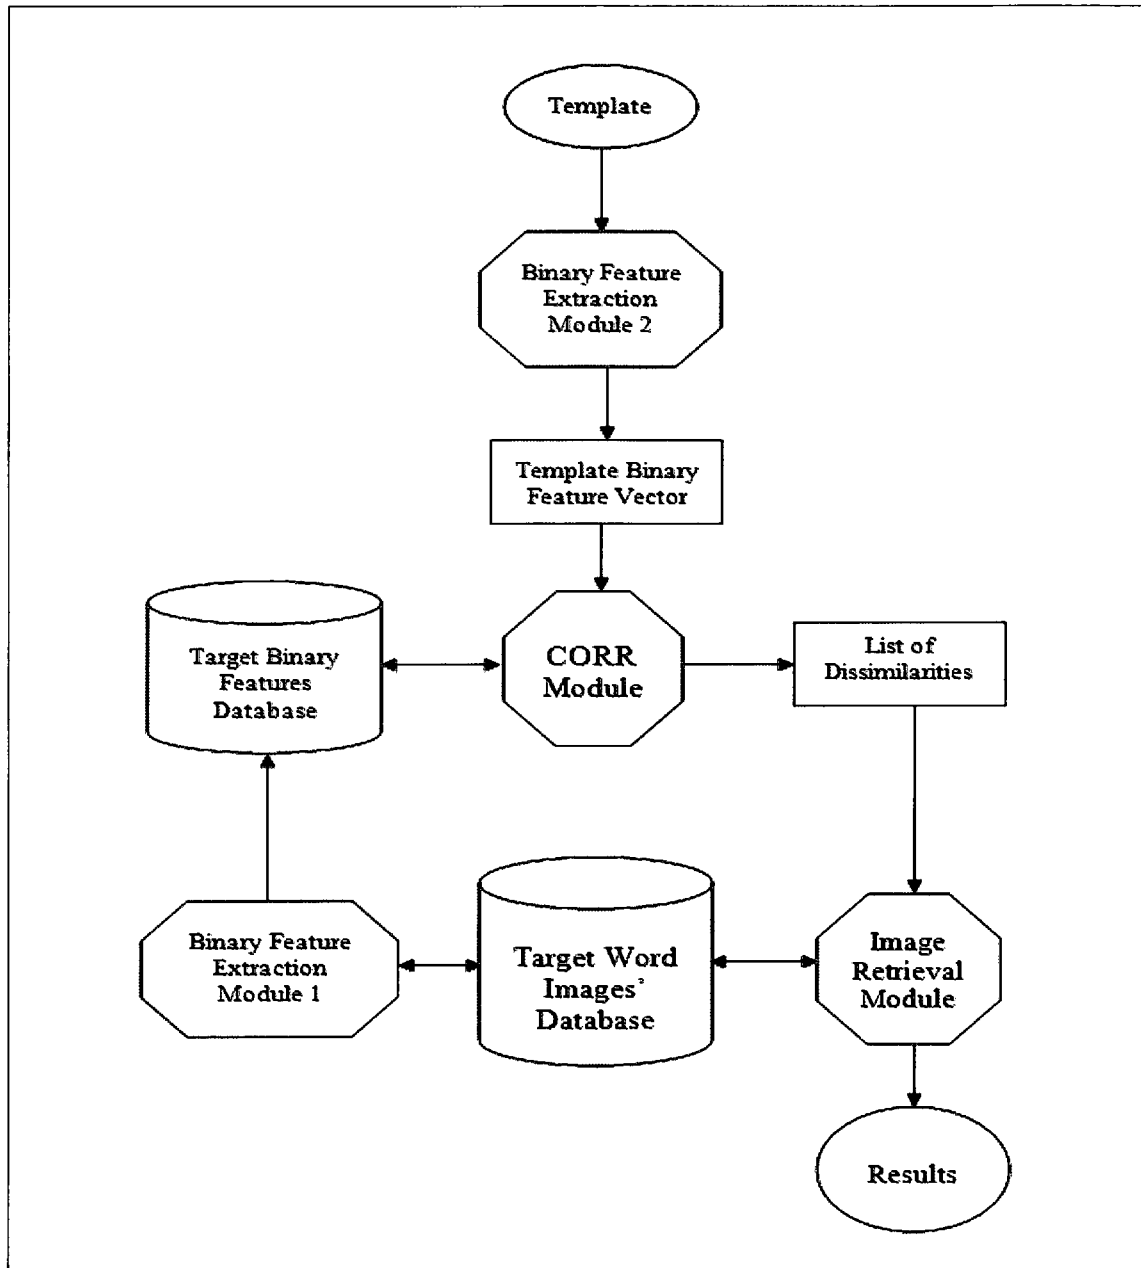 Template
Binary Feature
Extraction
Module 2
Template Binary
Feature Vector
Target Binary
Features
Database
CORR
Module
List of
Dissimilarities
Binary Feature
Extraction
Module 1
Target Word
Images'
Database
Image
Retrieval
Module
Results